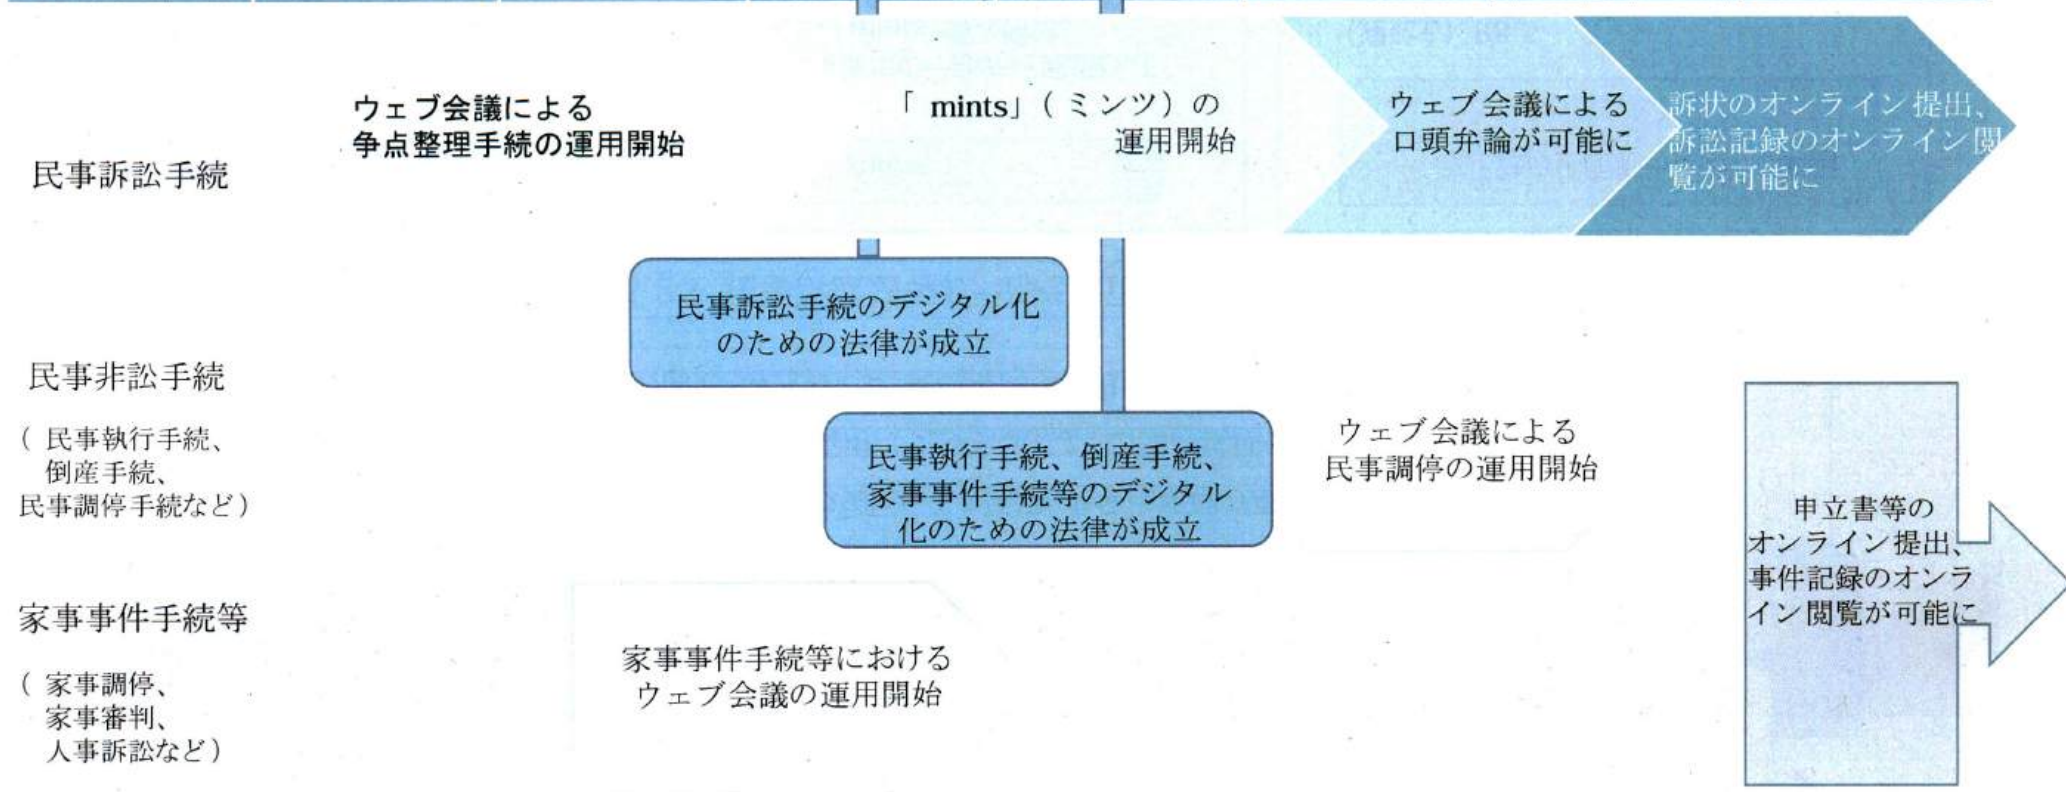 民事訴訟手続
ウェブ会議による
争点整理手続の運用開始
「mints」(ミンツ)の
運用開始
ウェブ会議による
口頭弁論が可能に
訴状のオンライン提出、
訴訟記録のオンライン閲
覧が可能に
民事訴訟手続のデジタル化
のための法律が成立
民事非訟手続
(民事執行手続、
倒産手続、
民事調停手続など)
民事執行手続、倒産手続、
家事事件手続等のデジタル
化のための法律が成立
ウェブ会議による
民事調停の運用開始
申立書等の
オンライン提出、
事件記録のオンラ
イン閲覧が可能に
家事事件手続等
(家事調停、
家事審判、
人事訴訟など)
家事事件手続等における
ウェブ会議の運用開始